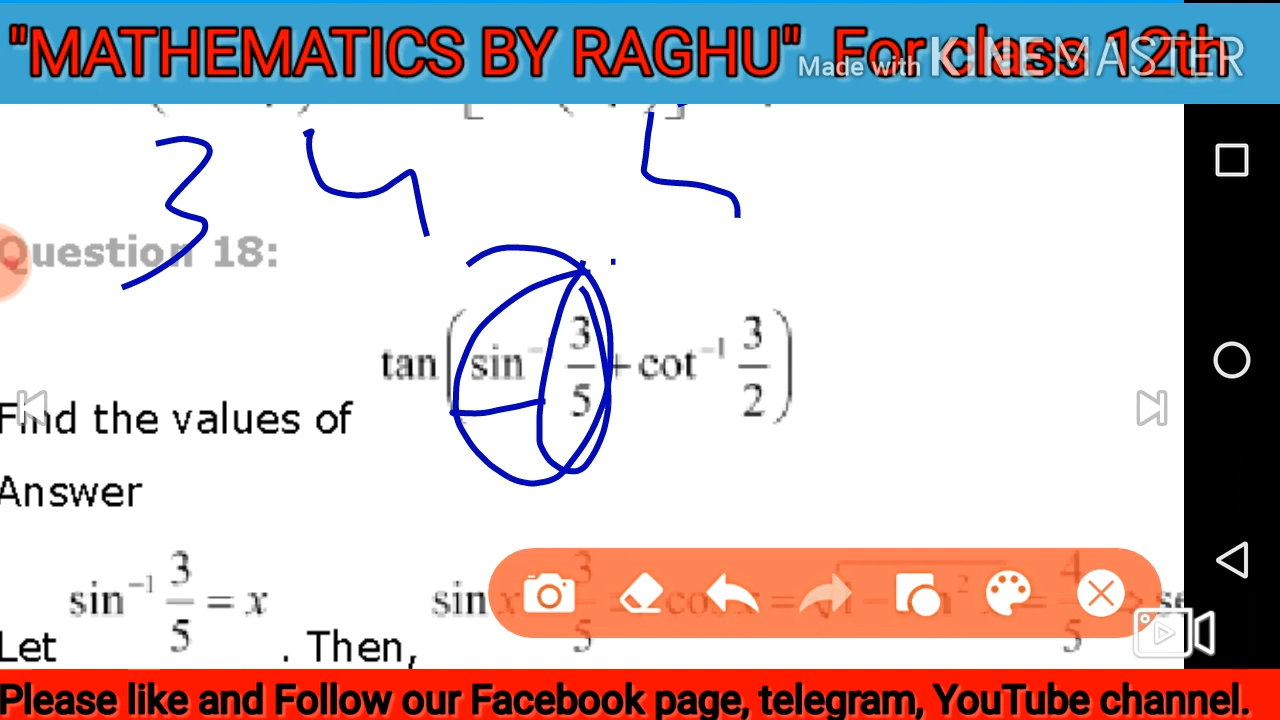 "MATHEMATICS BY RAGHU" For class 12th
Made with KINEMASTER
3 4 5
Question 18:
tan(sin⁻¹ 3/5 + cot⁻¹ 3/2)
Find the values of
Answer
sin⁻¹ 3/5 = x sin x 3/5 = 4/5
Let . Then,
Please like and Follow our Facebook page, telegram, YouTube channel.